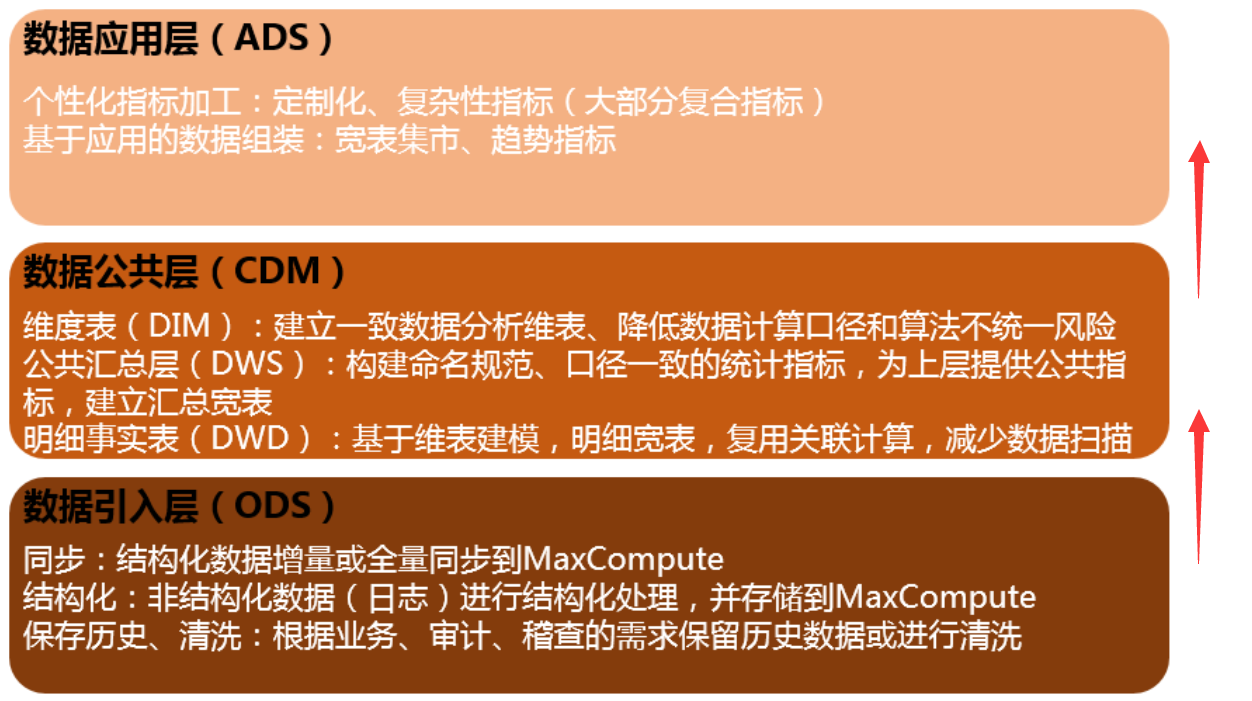 数据应用层（ADS）
个性化指标加工：定制化、复杂性指标（大部分复合指标）
基于应用的数据组装：宽表集市、趋势指标
数据公共层（CDM）
维度表（DIM）：建立一致数据分析维表、降低数据计算口径和算法不统一风险
公共汇总层（DWS）：构建命名规范、口径一致的统计指标，为上层提供公共指
标，建立汇总宽表
明细事实表（DWD）：基于维表建模，明细宽表，复用关联计算，减少数据扫描
数据引入层（ODS）
同步：结构化数据增量或全量同步到MaxCompute
结构化：非结构化数据（日志）进行结构化处理，并存储到MaxCompute
保存历史、清洗：根据业务、审计、稽查的需求保留历史数据或进行清洗